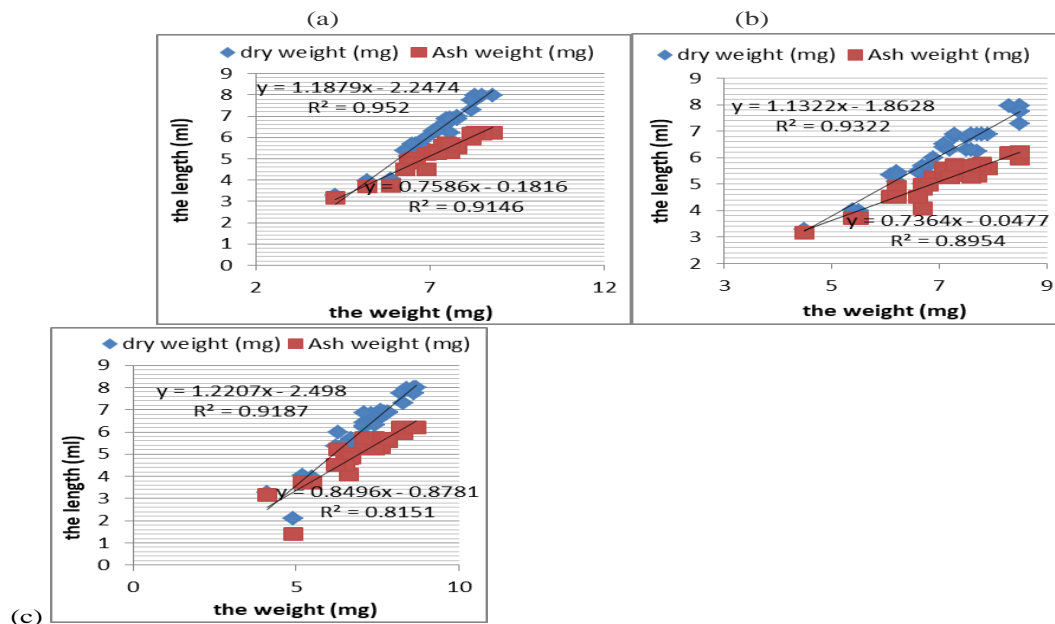 (a)
dry weight (mg) Ash weight (mg)
y = 1.1879x - 2.2474
R² = 0.952
y = 0.7586x - 0.1816
R² = 0.9146
the length (ml)
9
8
7
6
5
4
3
2
1
0
2 7 12
the weight (mg)
(b)
dry weight (mg) Ash weight (mg)
y = 1.1322x - 1.8628
R² = 0.9322
y = 0.7364x - 0.0477
R² = 0.8954
the length (ml)
9
8
7
6
5
4
3
2
3 5 7 9
the weight (mg)
(c)
dry weight (mg) Ash weight (mg)
y = 1.2207x - 2.498
R² = 0.9187
y = 0.8496x - 0.8781
R² = 0.8151
the length (ml)
9
8
7
6
5
4
3
2
1
0
0 5 10
the weight (mg)